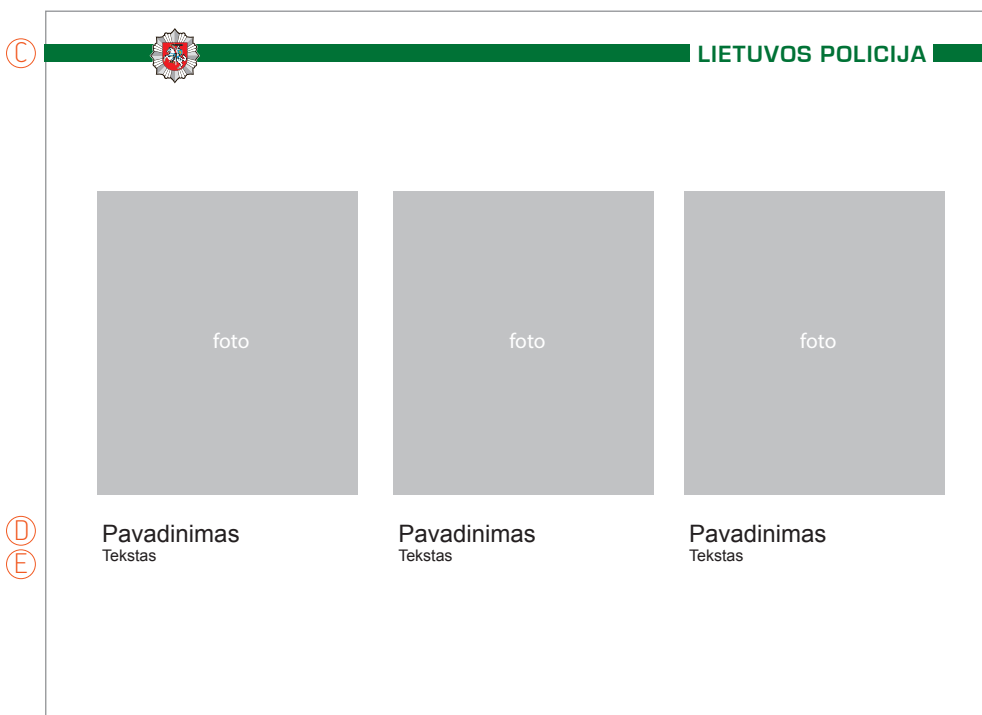 C
LIETUVOS POLICIJA
foto
foto
foto
D
Pavadinimas
Pavadinimas
Pavadinimas
E
Tekstas
Tekstas
Tekstas